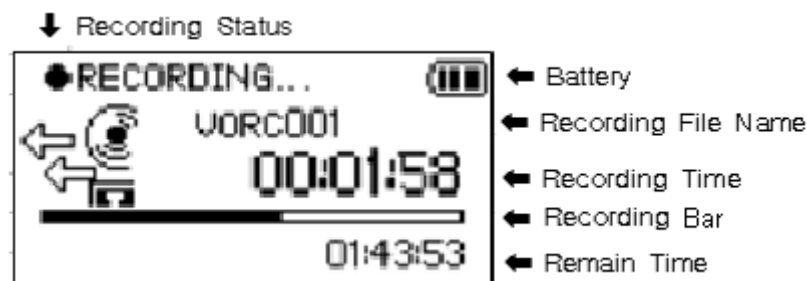 Recording Status
RECORDING...
Battery
VORC001
Recording File Name
00:01:58
Recording Time
Recording Bar
01:43:53
Remain Time